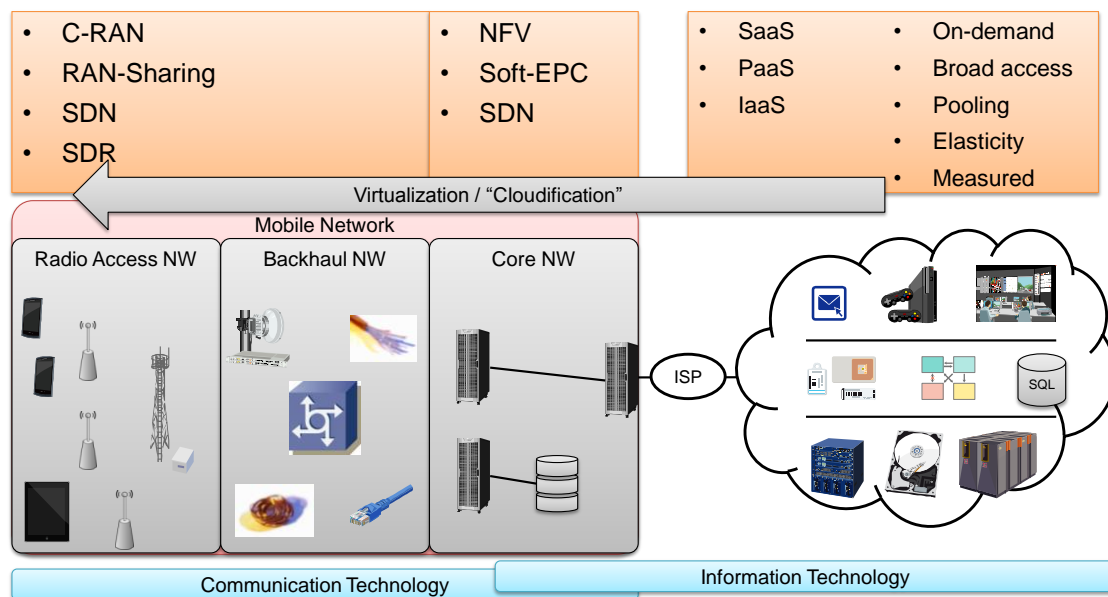 • C-RAN
• RAN-Sharing
• SDN
• SDR
• NFV
• Soft-EPC
• SDN
• SaaS
• PaaS
• IaaS
• On-demand
• Broad access
• Pooling
• Elasticity
• Measured
Virtualization / “Cloudification”
Mobile Network
Radio Access NW
Backhaul NW
Core NW
ISP
SQL
Communication Technology
Information Technology